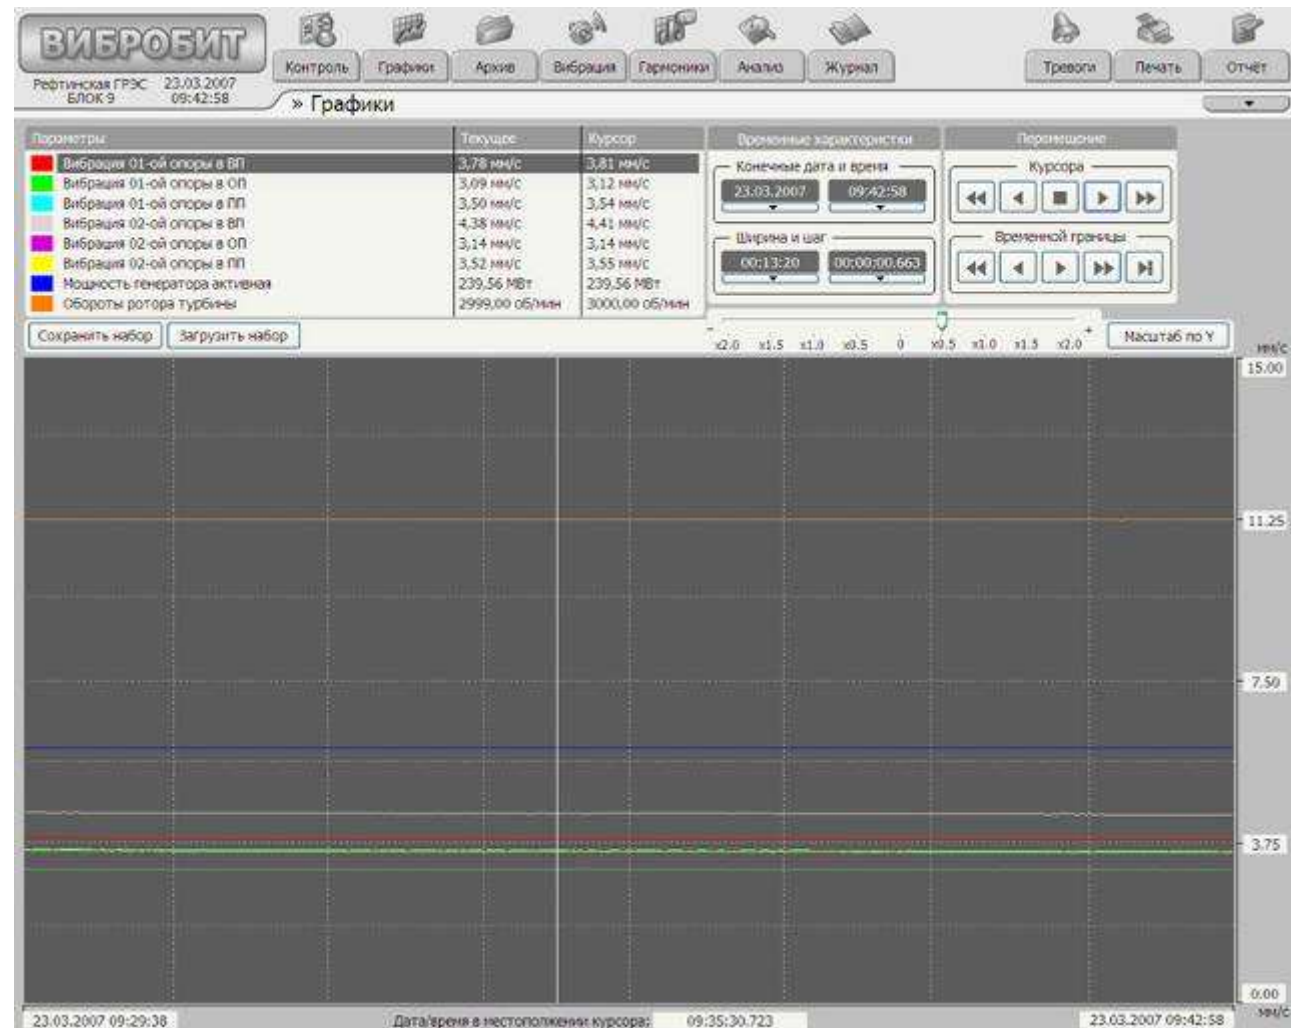 ВИБРОБИТ
Контроль Графики Архив Вибрация Гармоники Анализ Журнал Тревоги Печать Отчёт
Рефтинская ГРЭС 23.03.2007
БЛОК 9 09:42:58
» Графики
Параметры Текущее Курсор Временные характеристики Перемещение
Вибрация 01-ой опоры в ВП 3,78 мм/с 3,81 мм/с
Вибрация 01-ой опоры в ОП 3,09 мм/с 3,12 мм/с
Вибрация 01-ой опоры в ПП 3,50 мм/с 3,54 мм/с
Вибрация 02-ой опоры в ВП 4,38 мм/с 4,41 мм/с
Вибрация 02-ой опоры в ОП 3,14 мм/с 3,14 мм/с
Вибрация 02-ой опоры в ПП 3,52 мм/с 3,55 мм/с
Мощность генератора активная 239,56 МВт 239,56 МВт
Обороты ротора турбины 2999,00 об/мин 3000,00 об/мин
Конечные дата и время
23.03.2007 09:42:58
Ширина и шаг
00:13:20 00:00:00.663
Курсора
Временной границы
Сохранить набор Загрузить набор
- x2.0 x1.5 x1.0 x0.5 0 x0.5 x1.0 x1.5 x2.0 +
Масштаб по Y
мм/с
15.00
11.25
7.50
3.75
0.00
мм/с
23.03.2007 09:29:38 Дата/время в местоположении курсора: 09:35:30.723 23.03.2007 09:42:58